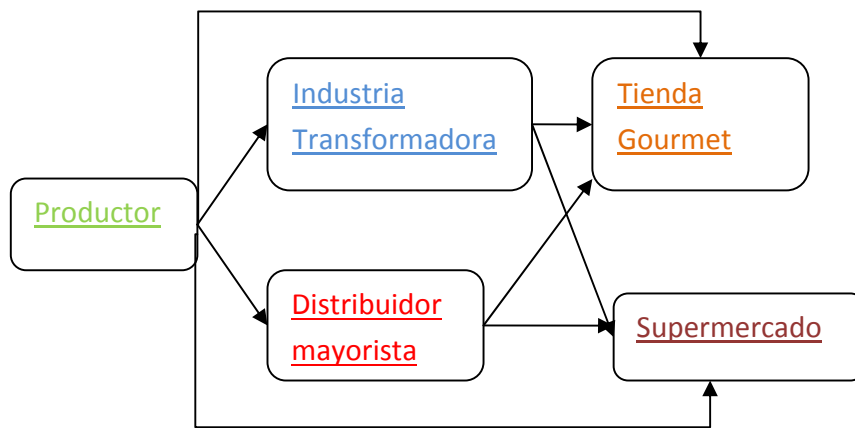 Industria
Transformadora
Tienda
Gourmet
Productor
Distribuidor
mayorista
Supermercado